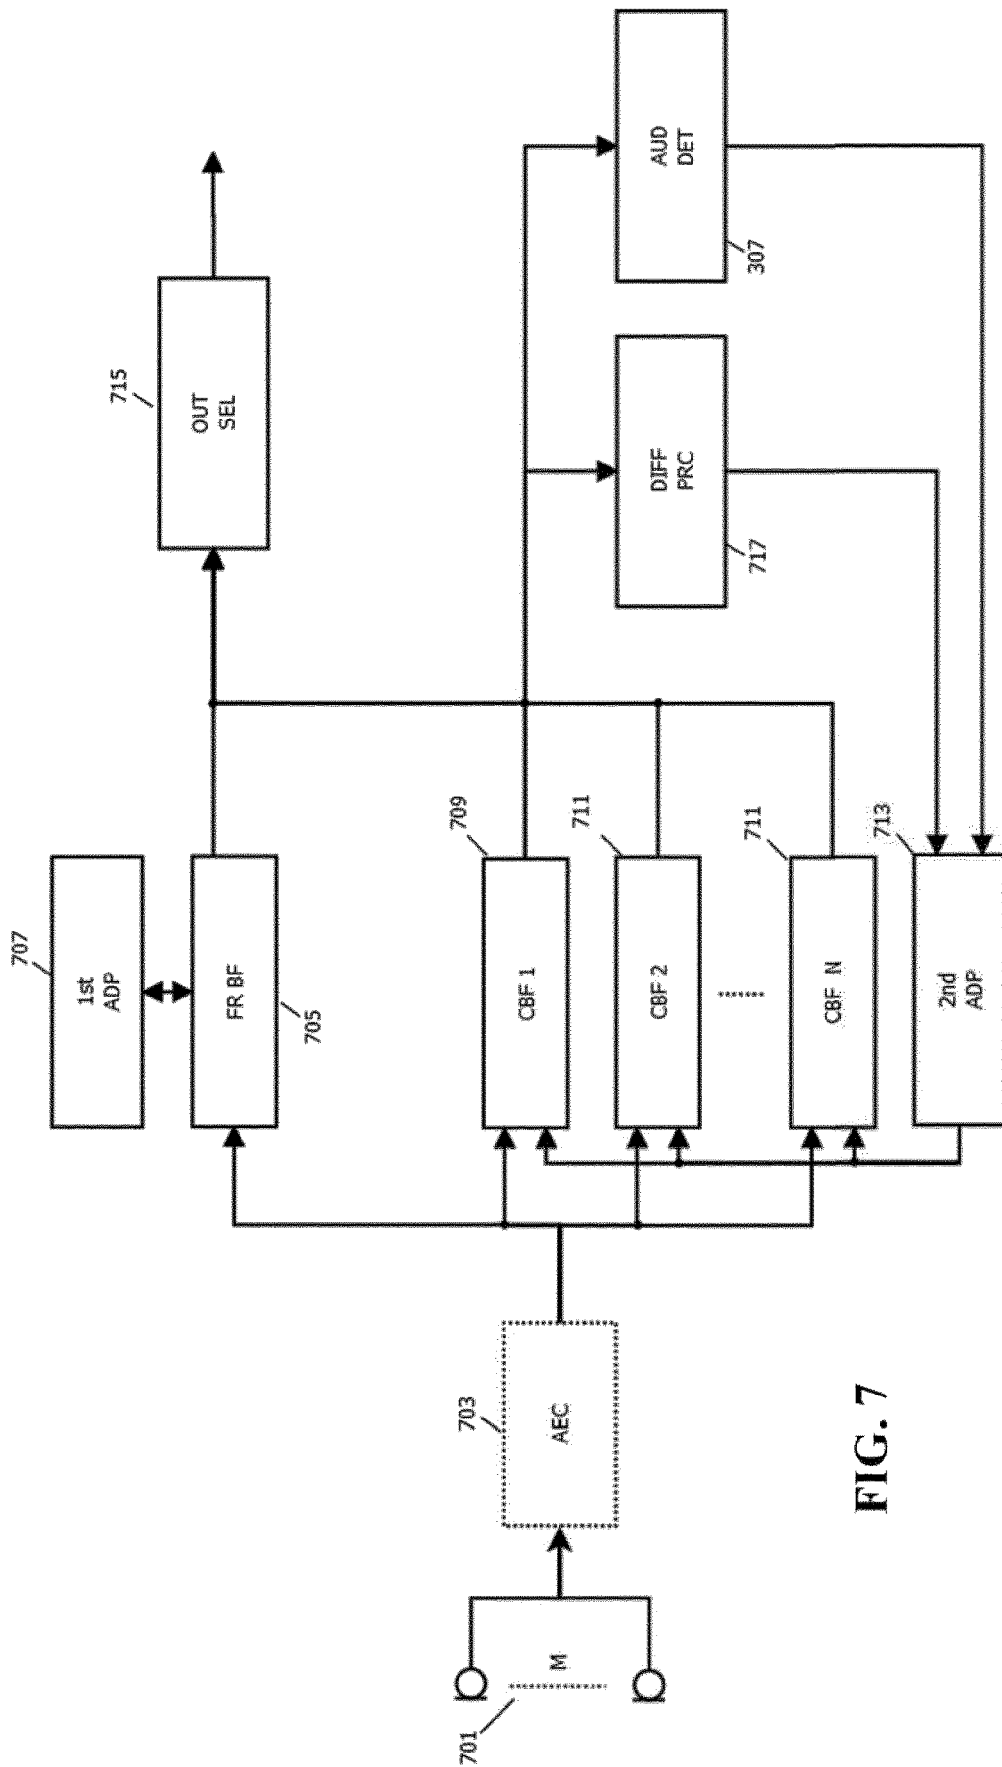 707
1st
ADP
FR BF
705
715
OUT
SEL
709
CBF 1
711
CBF 2
711
CBF N
713
2nd
ADP
703
AEC
701
M
717
DIFF
PRC
307
AUD
DET
FIG. 7